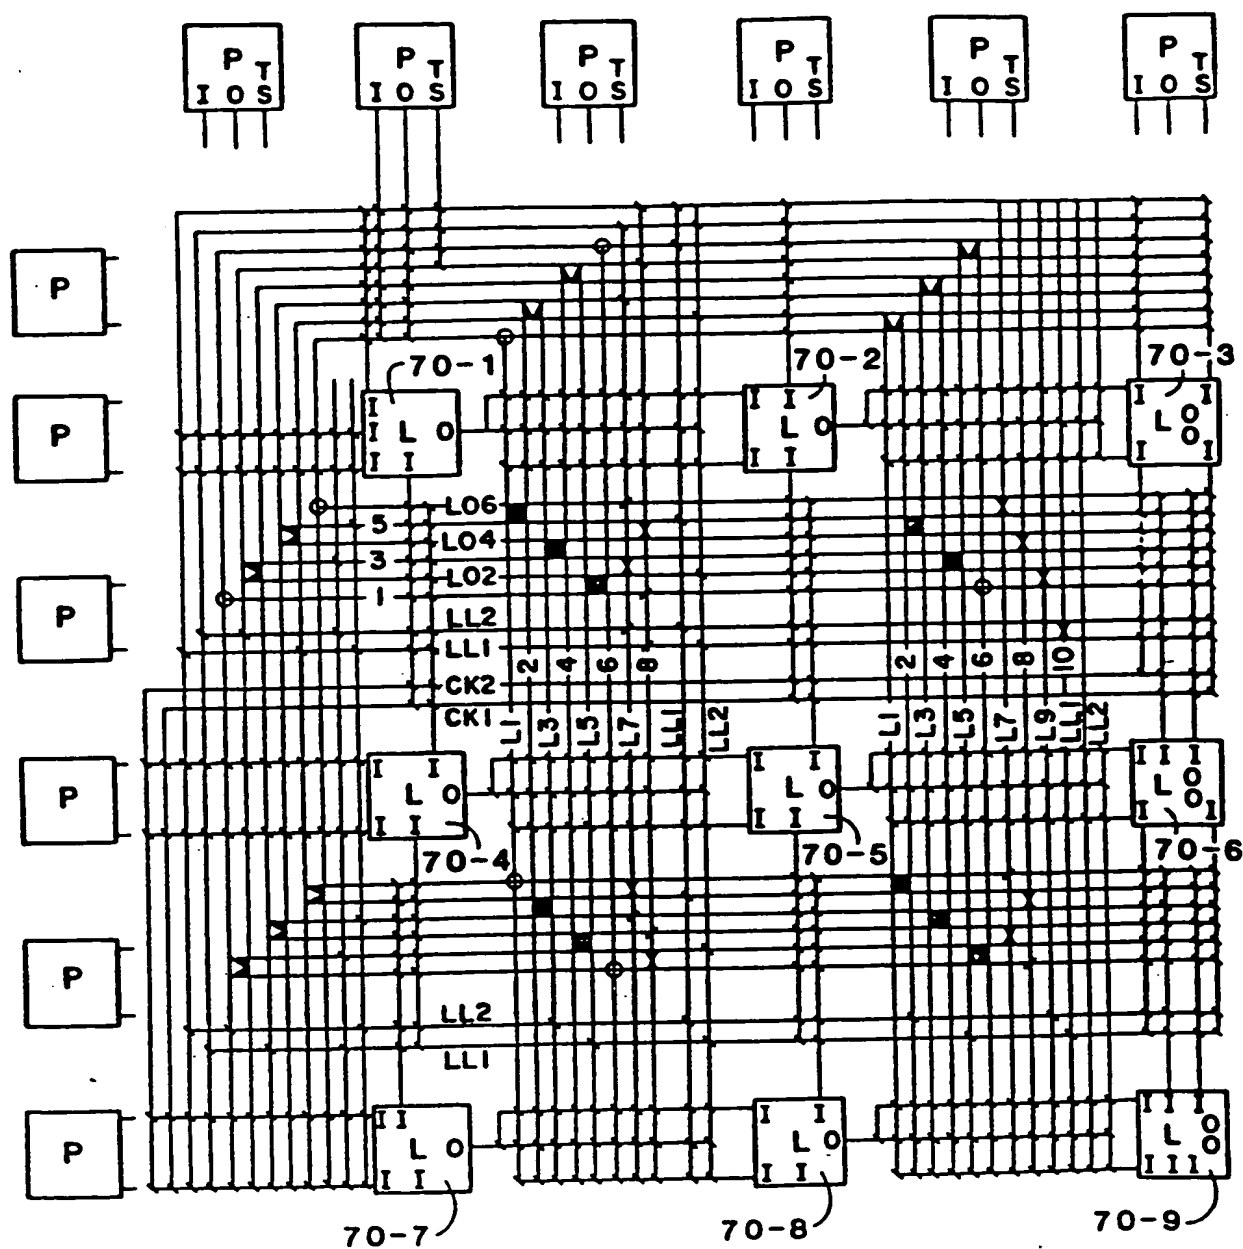 P P P P P P
T T T T T T
I O S I O S I O S I O S I O S I O S
P
70-1 70-2 70-3
I I I I I
P I L O L O L O
O
I I I I I I
LO6
5
LO4
3
LO2
P 1
LL2
LL1
2 4 6 8 2 4 6 8 10
CK2
CK1 L1 L3 L5 L7 LL1 LL2 L1 L3 L5 L7 L9 LL1 LL2
I I I I I I I
P L O L O L O
O
I I I I I I
70-4 70-5 70-6
P
LL2
LL1
I I I I I I I
P L O L O L O
O
I I I I I I I
70-7 70-8 70-9